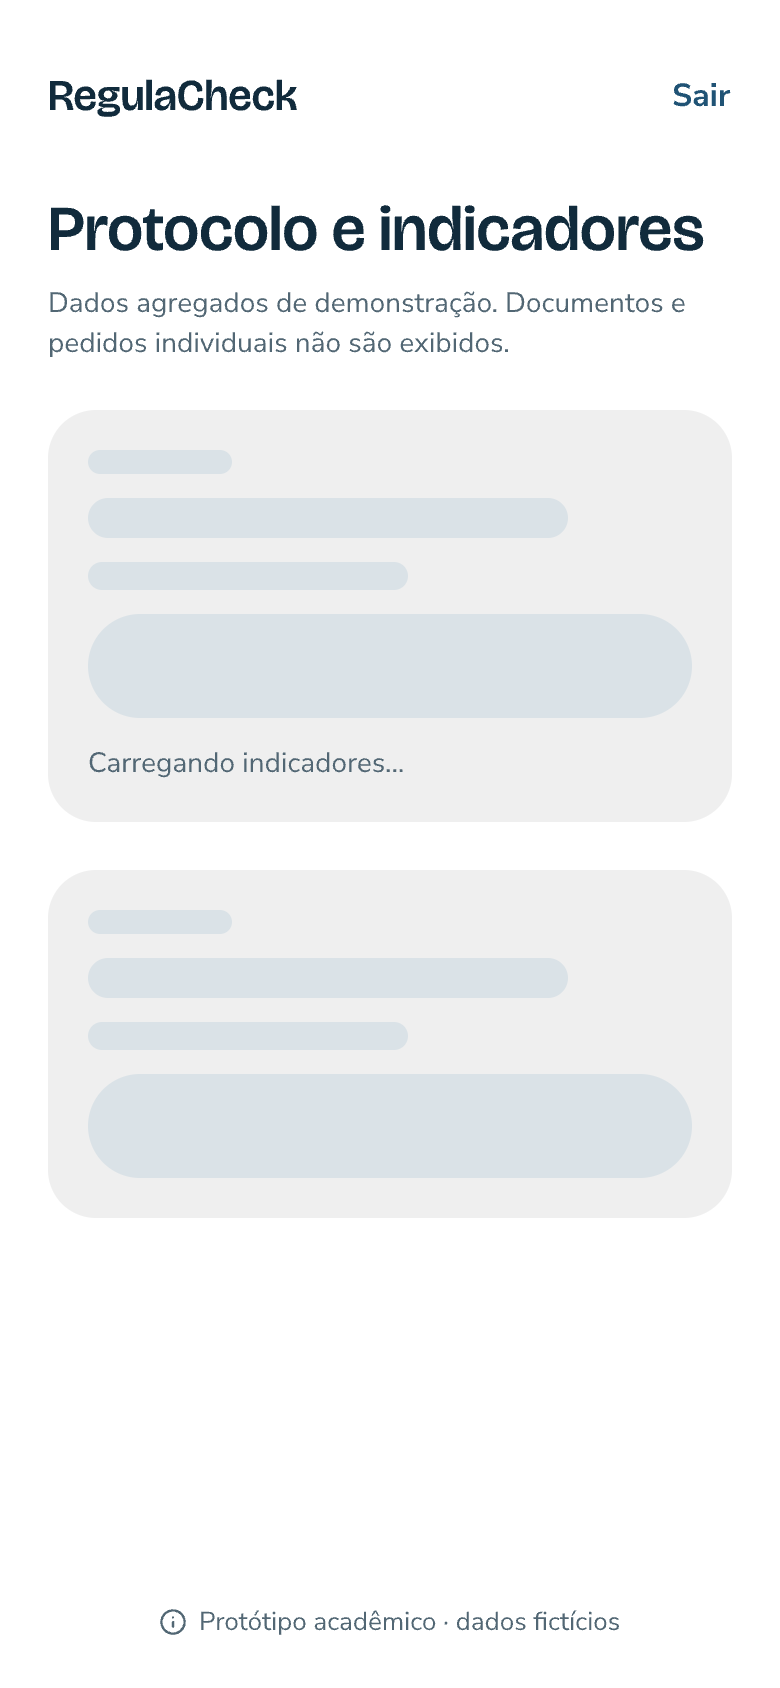 RegulaCheck
Sair
Protocolo e indicadores
Dados agregados de demonstração. Documentos e
pedidos individuais não são exibidos.
Carregando indicadores...
Protótipo acadêmico · dados fictícios